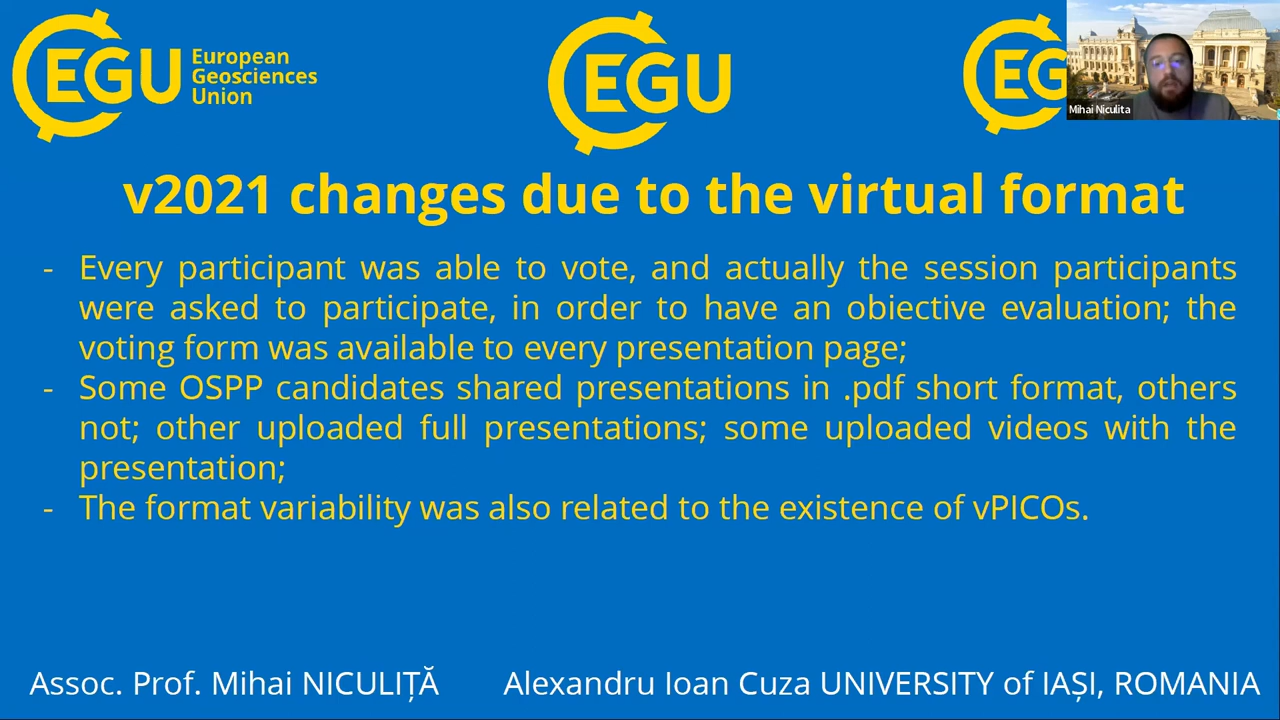 EGU European
Geosciences
Union
EGU
EG
Mihai Niculita
v2021 changes due to the virtual format
- Every participant was able to vote, and actually the session participants
were asked to participate, in order to have an obiective evaluation; the
voting form was available to every presentation page;
- Some OSPP candidates shared presentations in .pdf short format, others
not; other uploaded full presentations; some uploaded videos with the
presentation;
- The format variability was also related to the existence of vPICOs.
Assoc. Prof. Mihai NICULIȚĂ Alexandru Ioan Cuza UNIVERSITY of IAȘI, ROMANIA